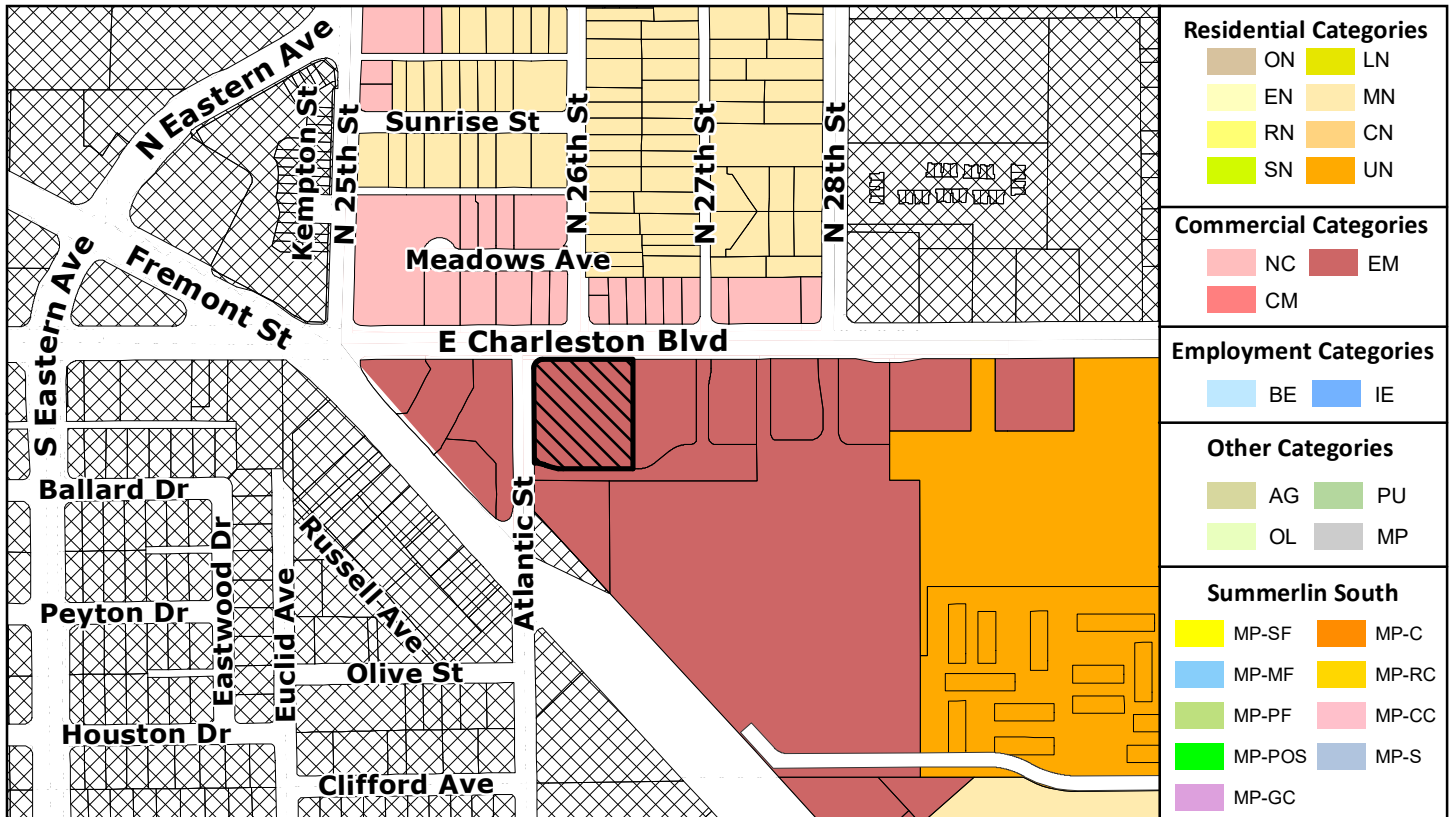 N Eastern Ave
Kempton St
N 25th St
Sunrise St
N 26th St
N 27th St
N 28th St
Meadows Ave
S Eastern Ave
Fremont St
E Charleston Blvd
Ballard Dr
Eastwood Dr
Euclid Ave
Russell Ave
Atlantic St
Peyton Dr
Olive St
Houston Dr
Clifford Ave
Residential Categories
ON LN
EN MN
RN CN
SN UN
Commercial Categories
NC EM
CM
Employment Categories
BE IE
Other Categories
AG PU
OL MP
Summerlin South
MP-SF MP-C
MP-MF MP-RC
MP-PF MP-CC
MP-POS MP-S
MP-GC